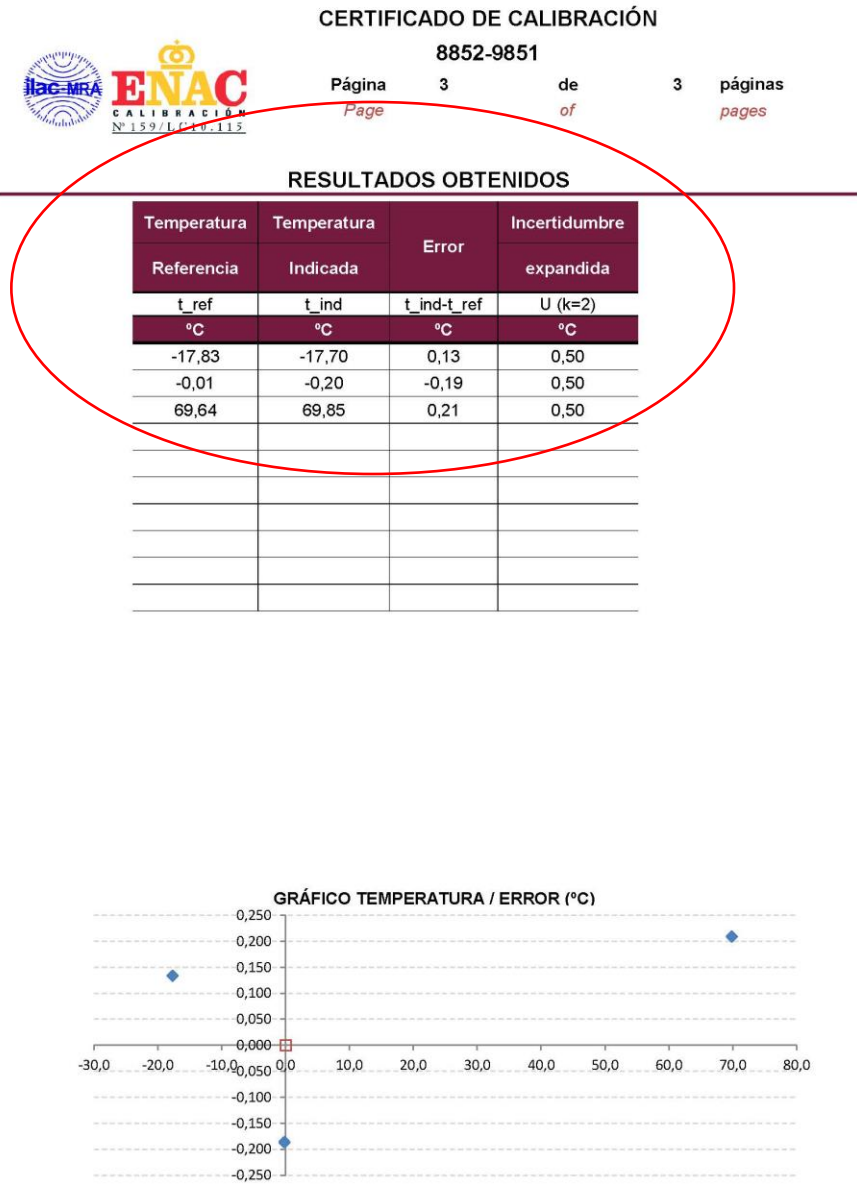 CERTIFICADO DE CALIBRACIÓN
8852-9851
Página 3 de 3 páginas
Page of pages
ilac-MRA
ENAC
CALIBRACIÓN
Nº 159/LC10.115
RESULTADOS OBTENIDOS
Temperatura Referencia Temperatura Indicada Error Incertidumbre expandida
t_ref t_ind t_ind-t_ref U (k=2)
ºC ºC ºC ºC
-17,83 -17,70 0,13 0,50
-0,01 -0,20 -0,19 0,50
69,64 69,85 0,21 0,50
GRÁFICO TEMPERATURA / ERROR (ºC)
0,250
0,200
0,150
0,100
0,050
0,000
-30,0 -20,0 -10,0 0,0 10,0 20,0 30,0 40,0 50,0 60,0 70,0 80,0
-0,050
-0,100
-0,150
-0,200
-0,250